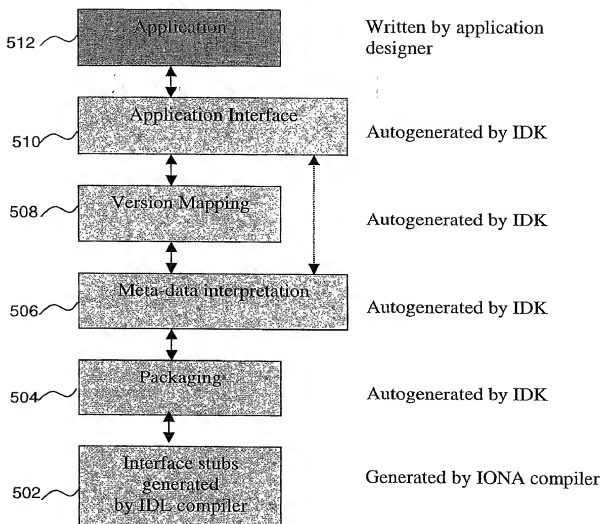 Application
Written by application
designer
512
Application Interface
Autogenerated by IDK
510
Version Mapping
Autogenerated by IDK
508
Meta-data interpretation
Autogenerated by IDK
506
Packaging
Autogenerated by IDK
504
Interface stubs
generated
by IDL compiler
Generated by IONA compiler
502